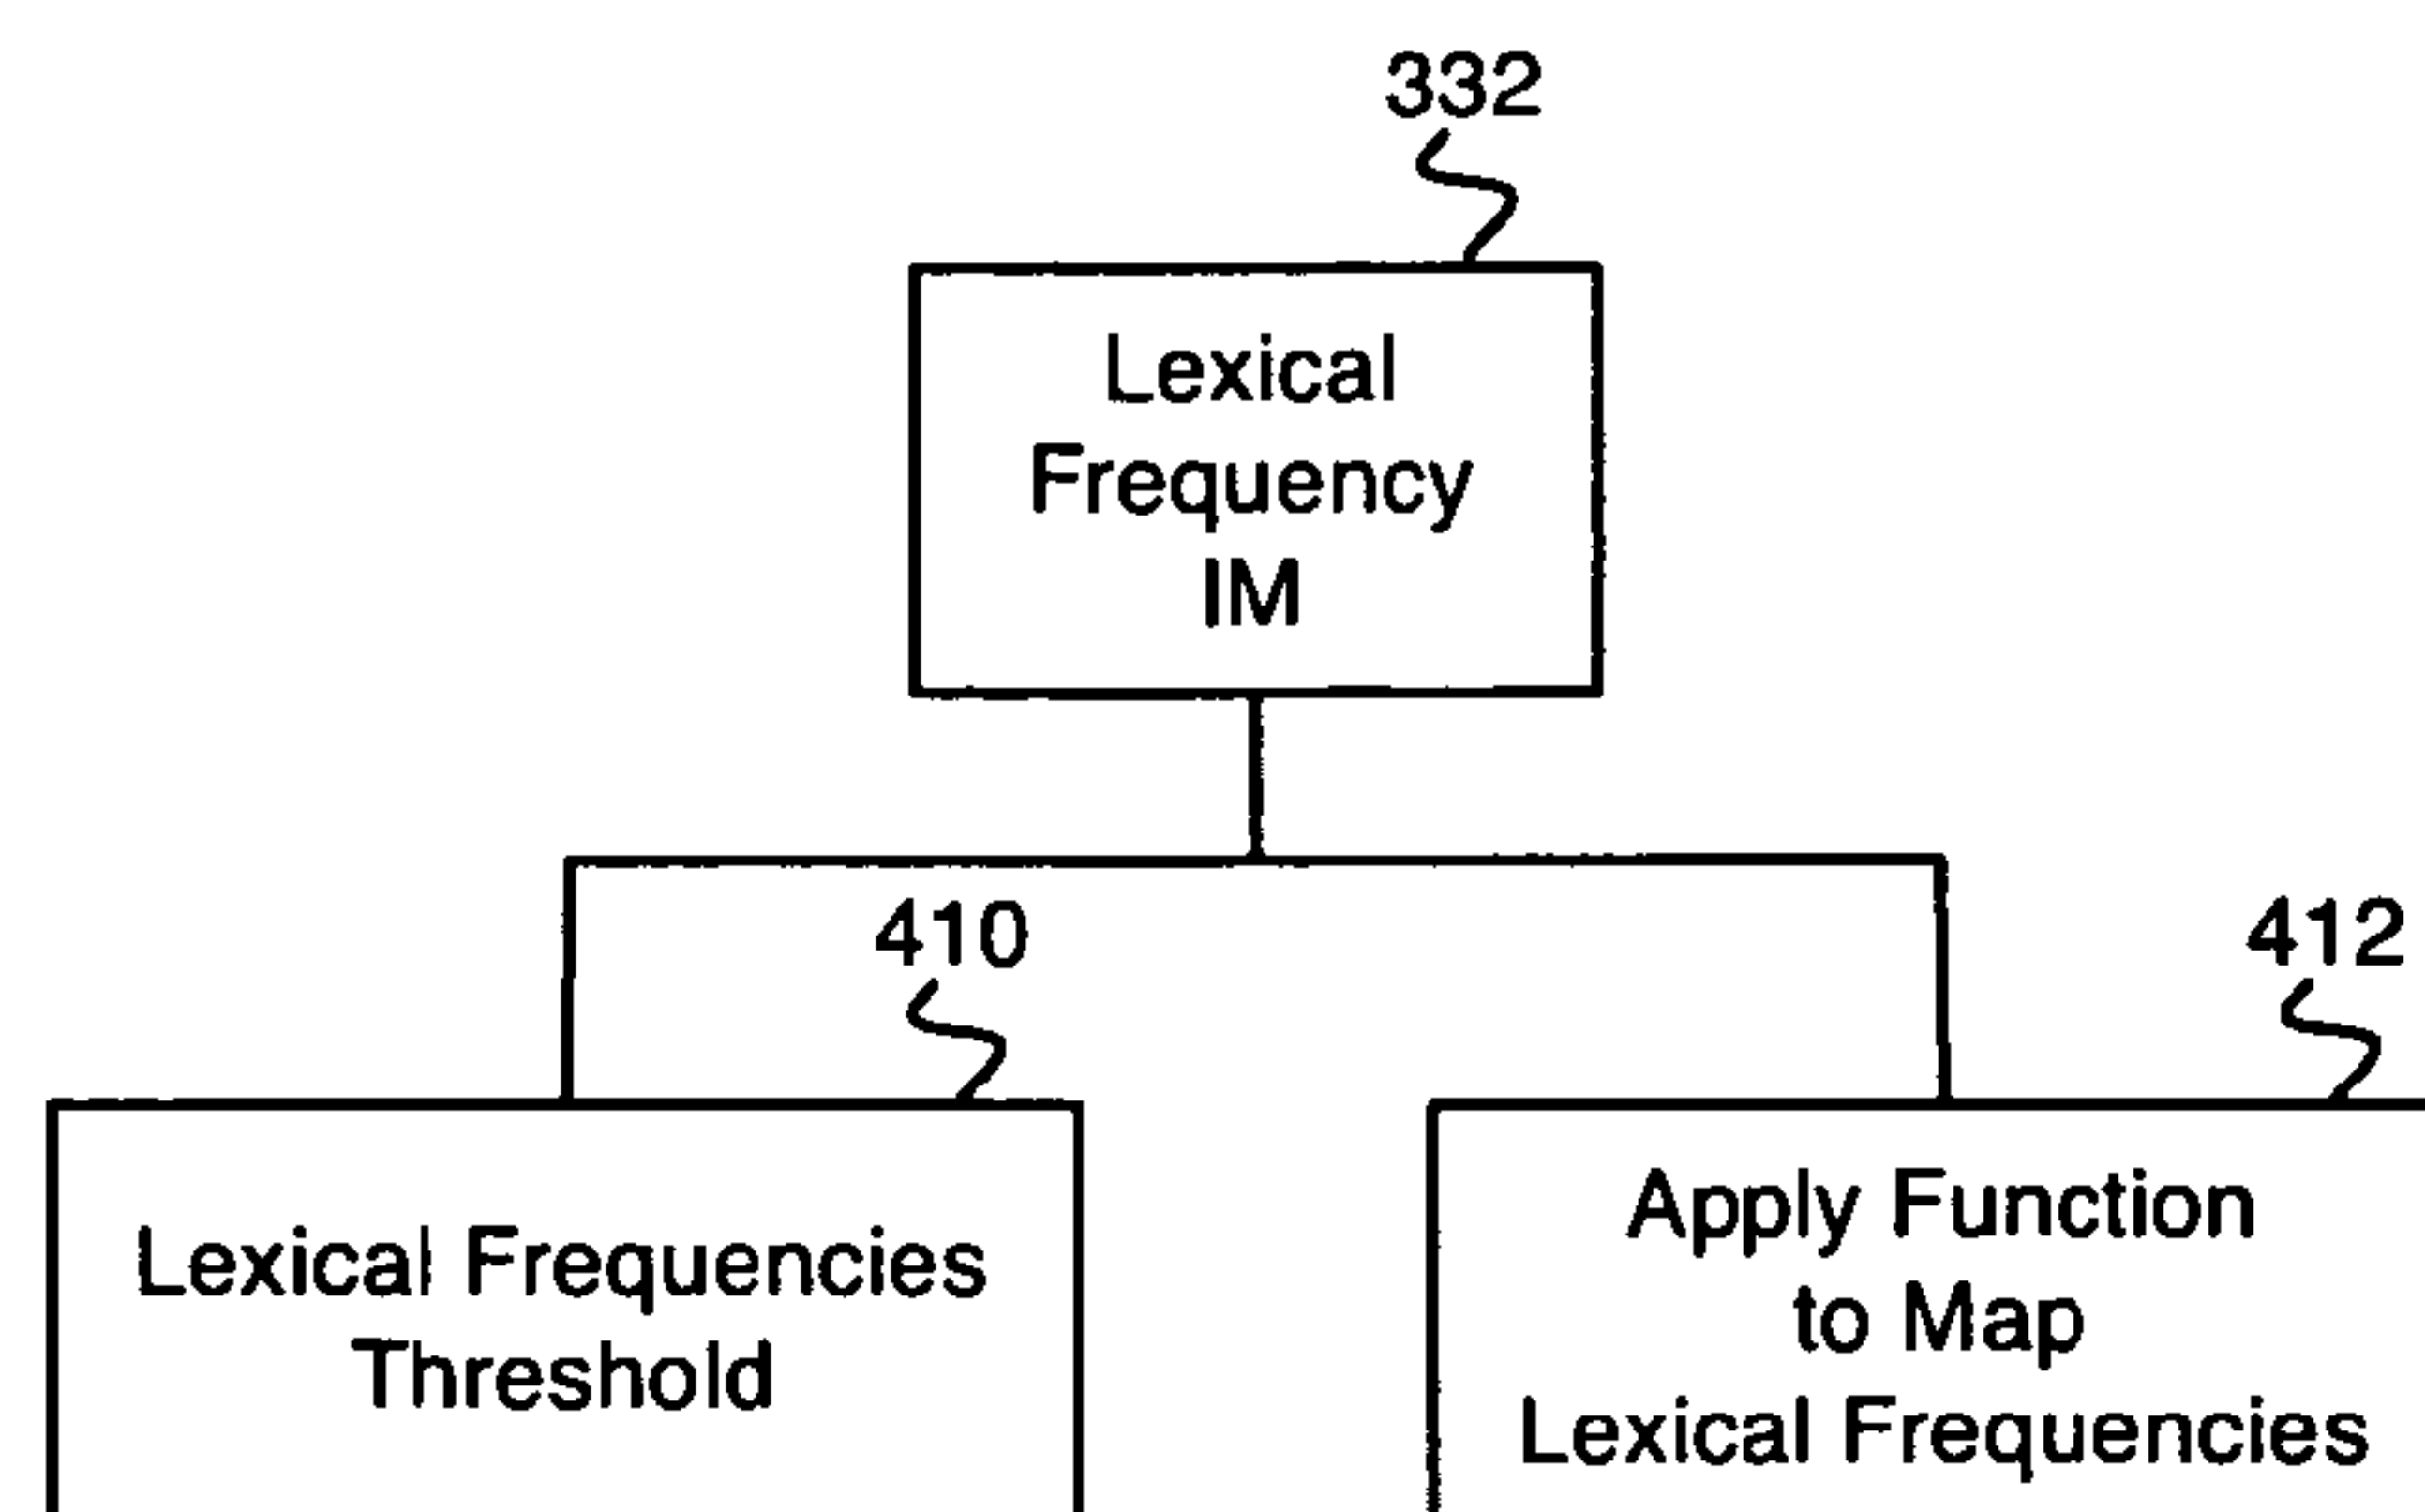 332
Lexical
Frequency
IM
410
412
Lexical Frequencies
Threshold
Apply Function
to Map
Lexical Frequencies